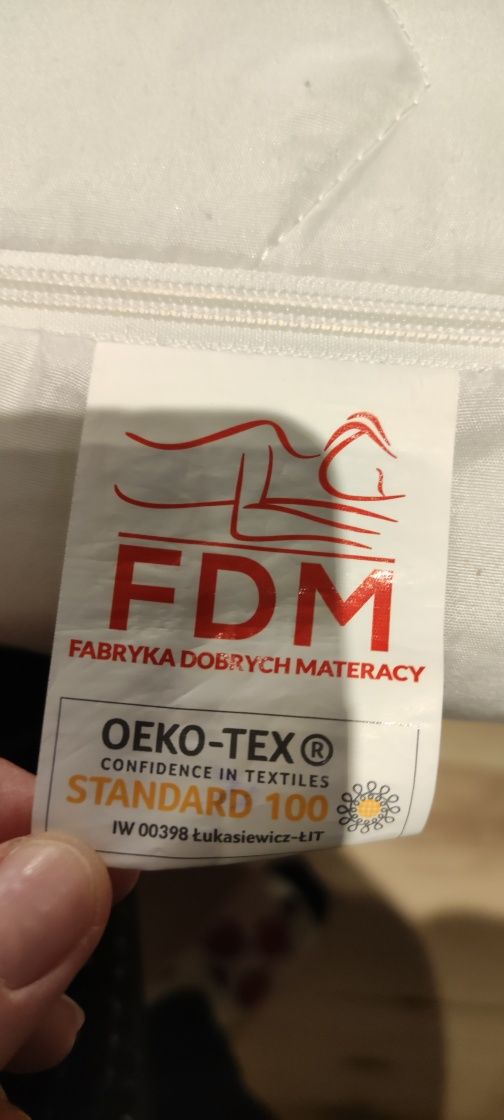 FDM
FABRYKA DOBRYCH MATERACY
OEKO-TEX®
CONFIDENCE IN TEXTILES
STANDARD 100
IW 00398 Łukasiewicz-ŁIT